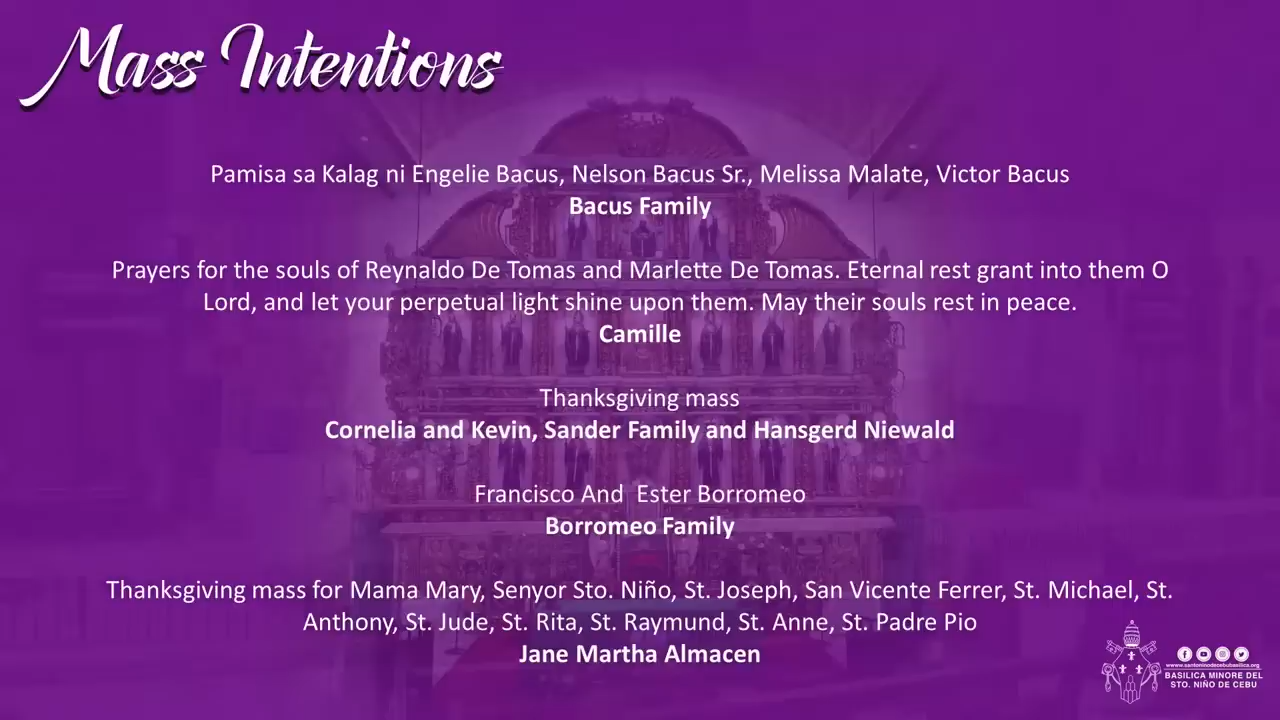 Mass Intentions
Pamisa sa Kalag ni Engelie Bacus, Nelson Bacus Sr., Melissa Malate, Victor Bacus
Bacus Family
Prayers for the souls of Reynaldo De Tomas and Marlette De Tomas. Eternal rest grant into them O
Lord, and let your perpetual light shine upon them. May their souls rest in peace.
Camille
Thanksgiving mass
Cornelia and Kevin, Sander Family and Hansgerd Niewald
Francisco And  Ester Borromeo
Borromeo Family
Thanksgiving mass for Mama Mary, Senyor Sto. Niño, St. Joseph, San Vicente Ferrer, St. Michael, St.
Anthony, St. Jude, St. Rita, St. Raymund, St. Anne, St. Padre Pio
Jane Martha Almacen
www.santoninodecebubasilica.org
BASILICA MINORE DEL
STO. NIÑO DE CEBU